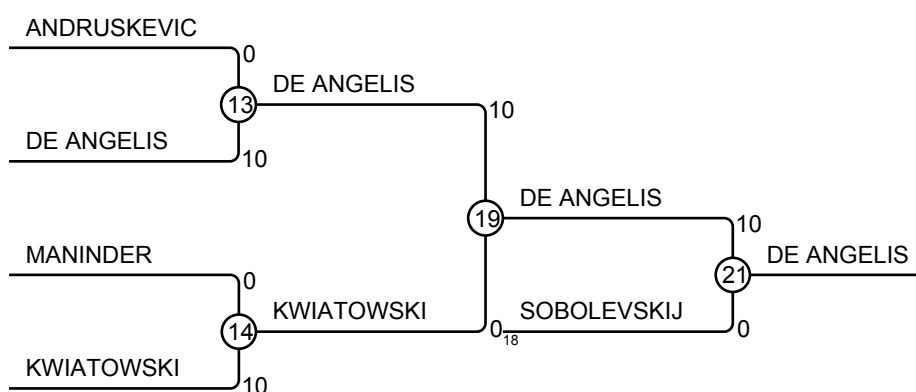 ANDRUSKEVIC
0
13
DE ANGELIS
10
DE ANGELIS
10
19
DE ANGELIS
10
MANINDER
0
21
DE ANGELIS
14
KWIATOWSKI
0
18
SOBOLEVSKIJ
0
KWIATOWSKI
10